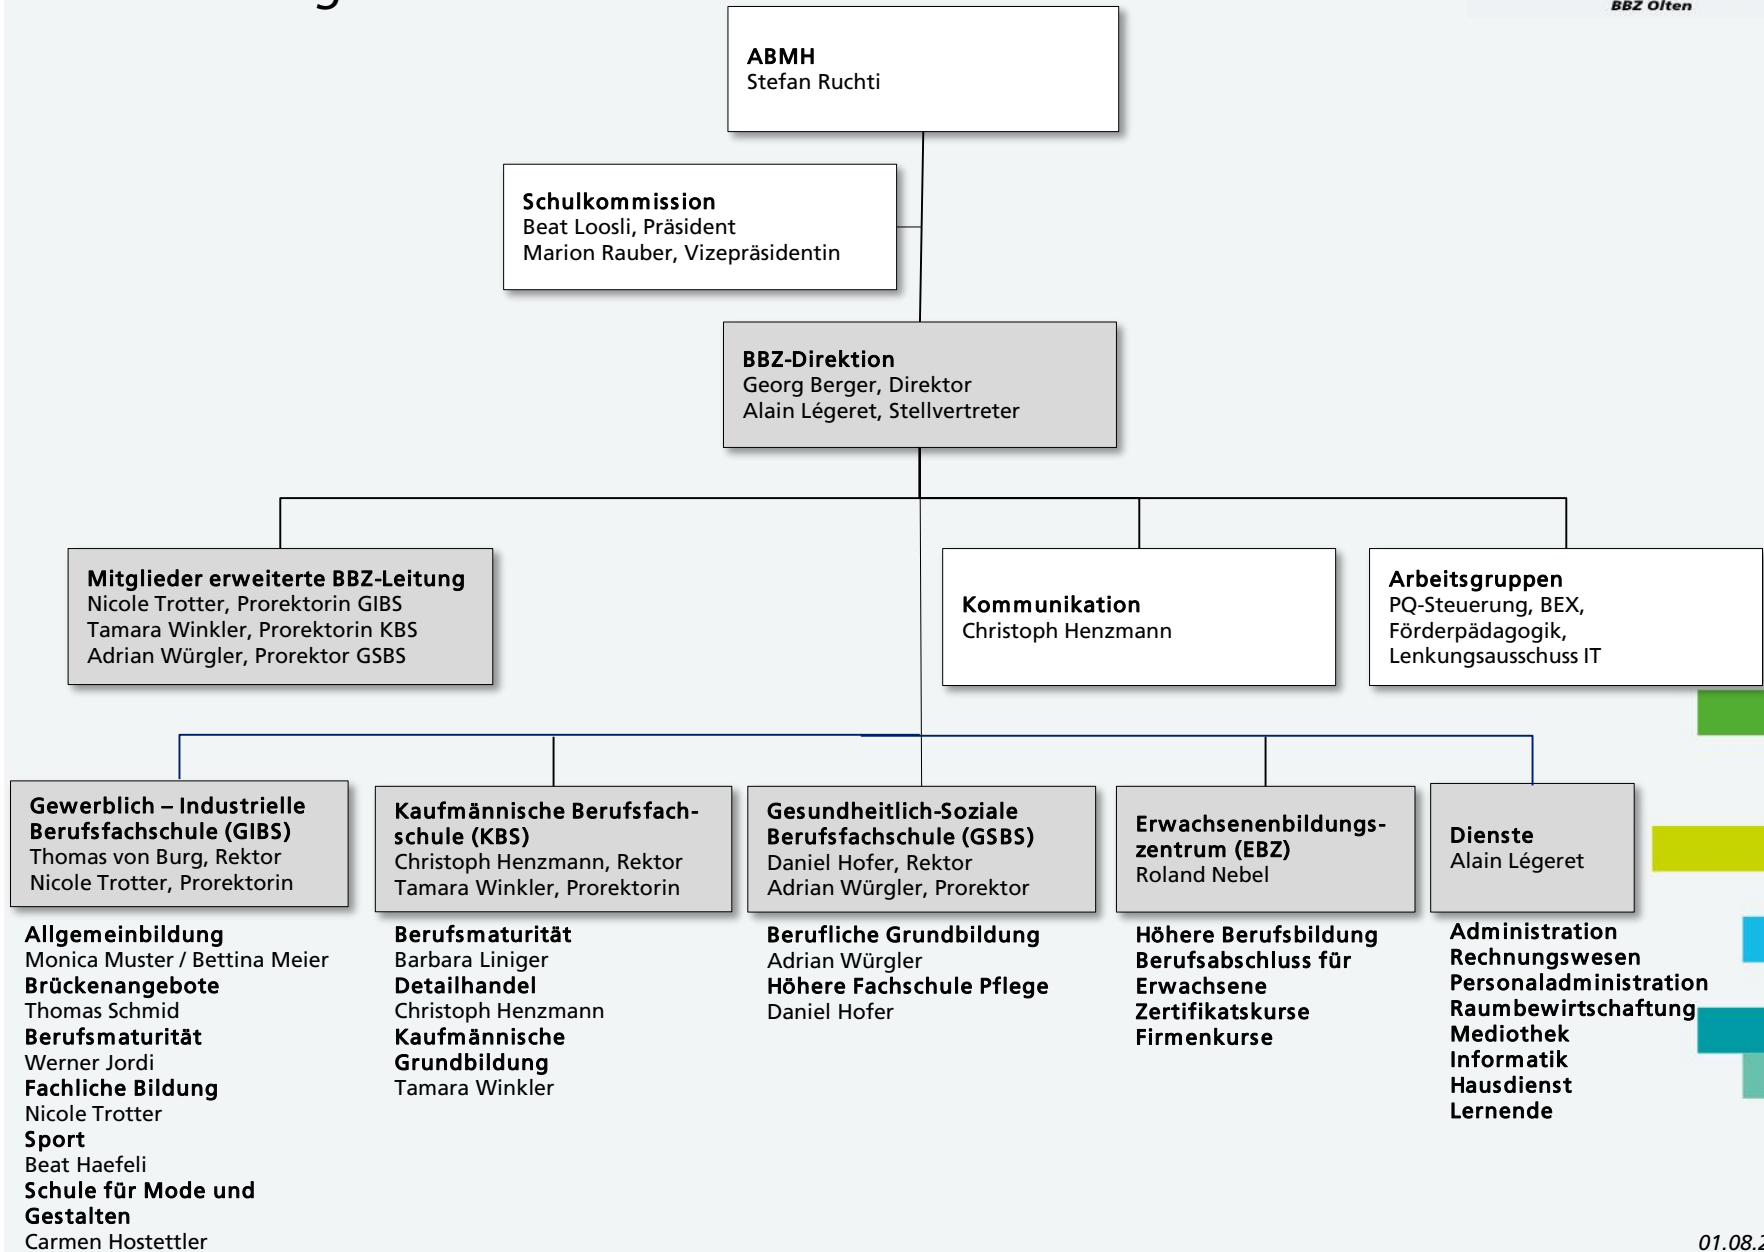 BBZ Olten
ABMH
Stefan Ruchti
Schulkommission
Beat Loosli, Präsident
Marion Rauber, Vizepräsidentin
BBZ-Direktion
Georg Berger, Direktor
Alain Légeret, Stellvertreter
Mitglieder erweiterte BBZ-Leitung
Nicole Trotter, Prorektorin GIBS
Tamara Winkler, Prorektorin KBS
Adrian Würgler, Prorektor GSBS
Kommunikation
Christoph Henzmann
Arbeitsgruppen
PQ-Steuerung, BEX,
Förderpädagogik,
Lenkungsausschuss IT
Gewerblich – Industrielle
Berufsfachschule (GIBS)
Thomas von Burg, Rektor
Nicole Trotter, Prorektorin
Allgemeinbildung
Monica Muster / Bettina Meier
Brückenangebote
Thomas Schmid
Berufsmaturität
Werner Jordi
Fachliche Bildung
Nicole Trotter
Sport
Beat Haefeli
Schule für Mode und
Gestalten
Carmen Hostettler
Kaufmännische Berufsfach-
schule (KBS)
Christoph Henzmann, Rektor
Tamara Winkler, Prorektorin
Berufsmaturität
Barbara Liniger
Detailhandel
Christoph Henzmann
Kaufmännische
Grundbildung
Tamara Winkler
Gesundheitlich-Soziale
Berufsfachschule (GSBS)
Daniel Hofer, Rektor
Adrian Würgler, Prorektor
Berufliche Grundbildung
Adrian Würgler
Höhere Fachschule Pflege
Daniel Hofer
Erwachsenenbildungs-
zentrum (EBZ)
Roland Nebel
Höhere Berufsbildung
Berufsabschluss für
Erwachsene
Zertifikatskurse
Firmenkurse
Dienste
Alain Légeret
Administration
Rechnungswesen
Personaladministration
Raumbewirtschaftung
Mediothek
Informatik
Hausdienst
Lernende
01.08.2